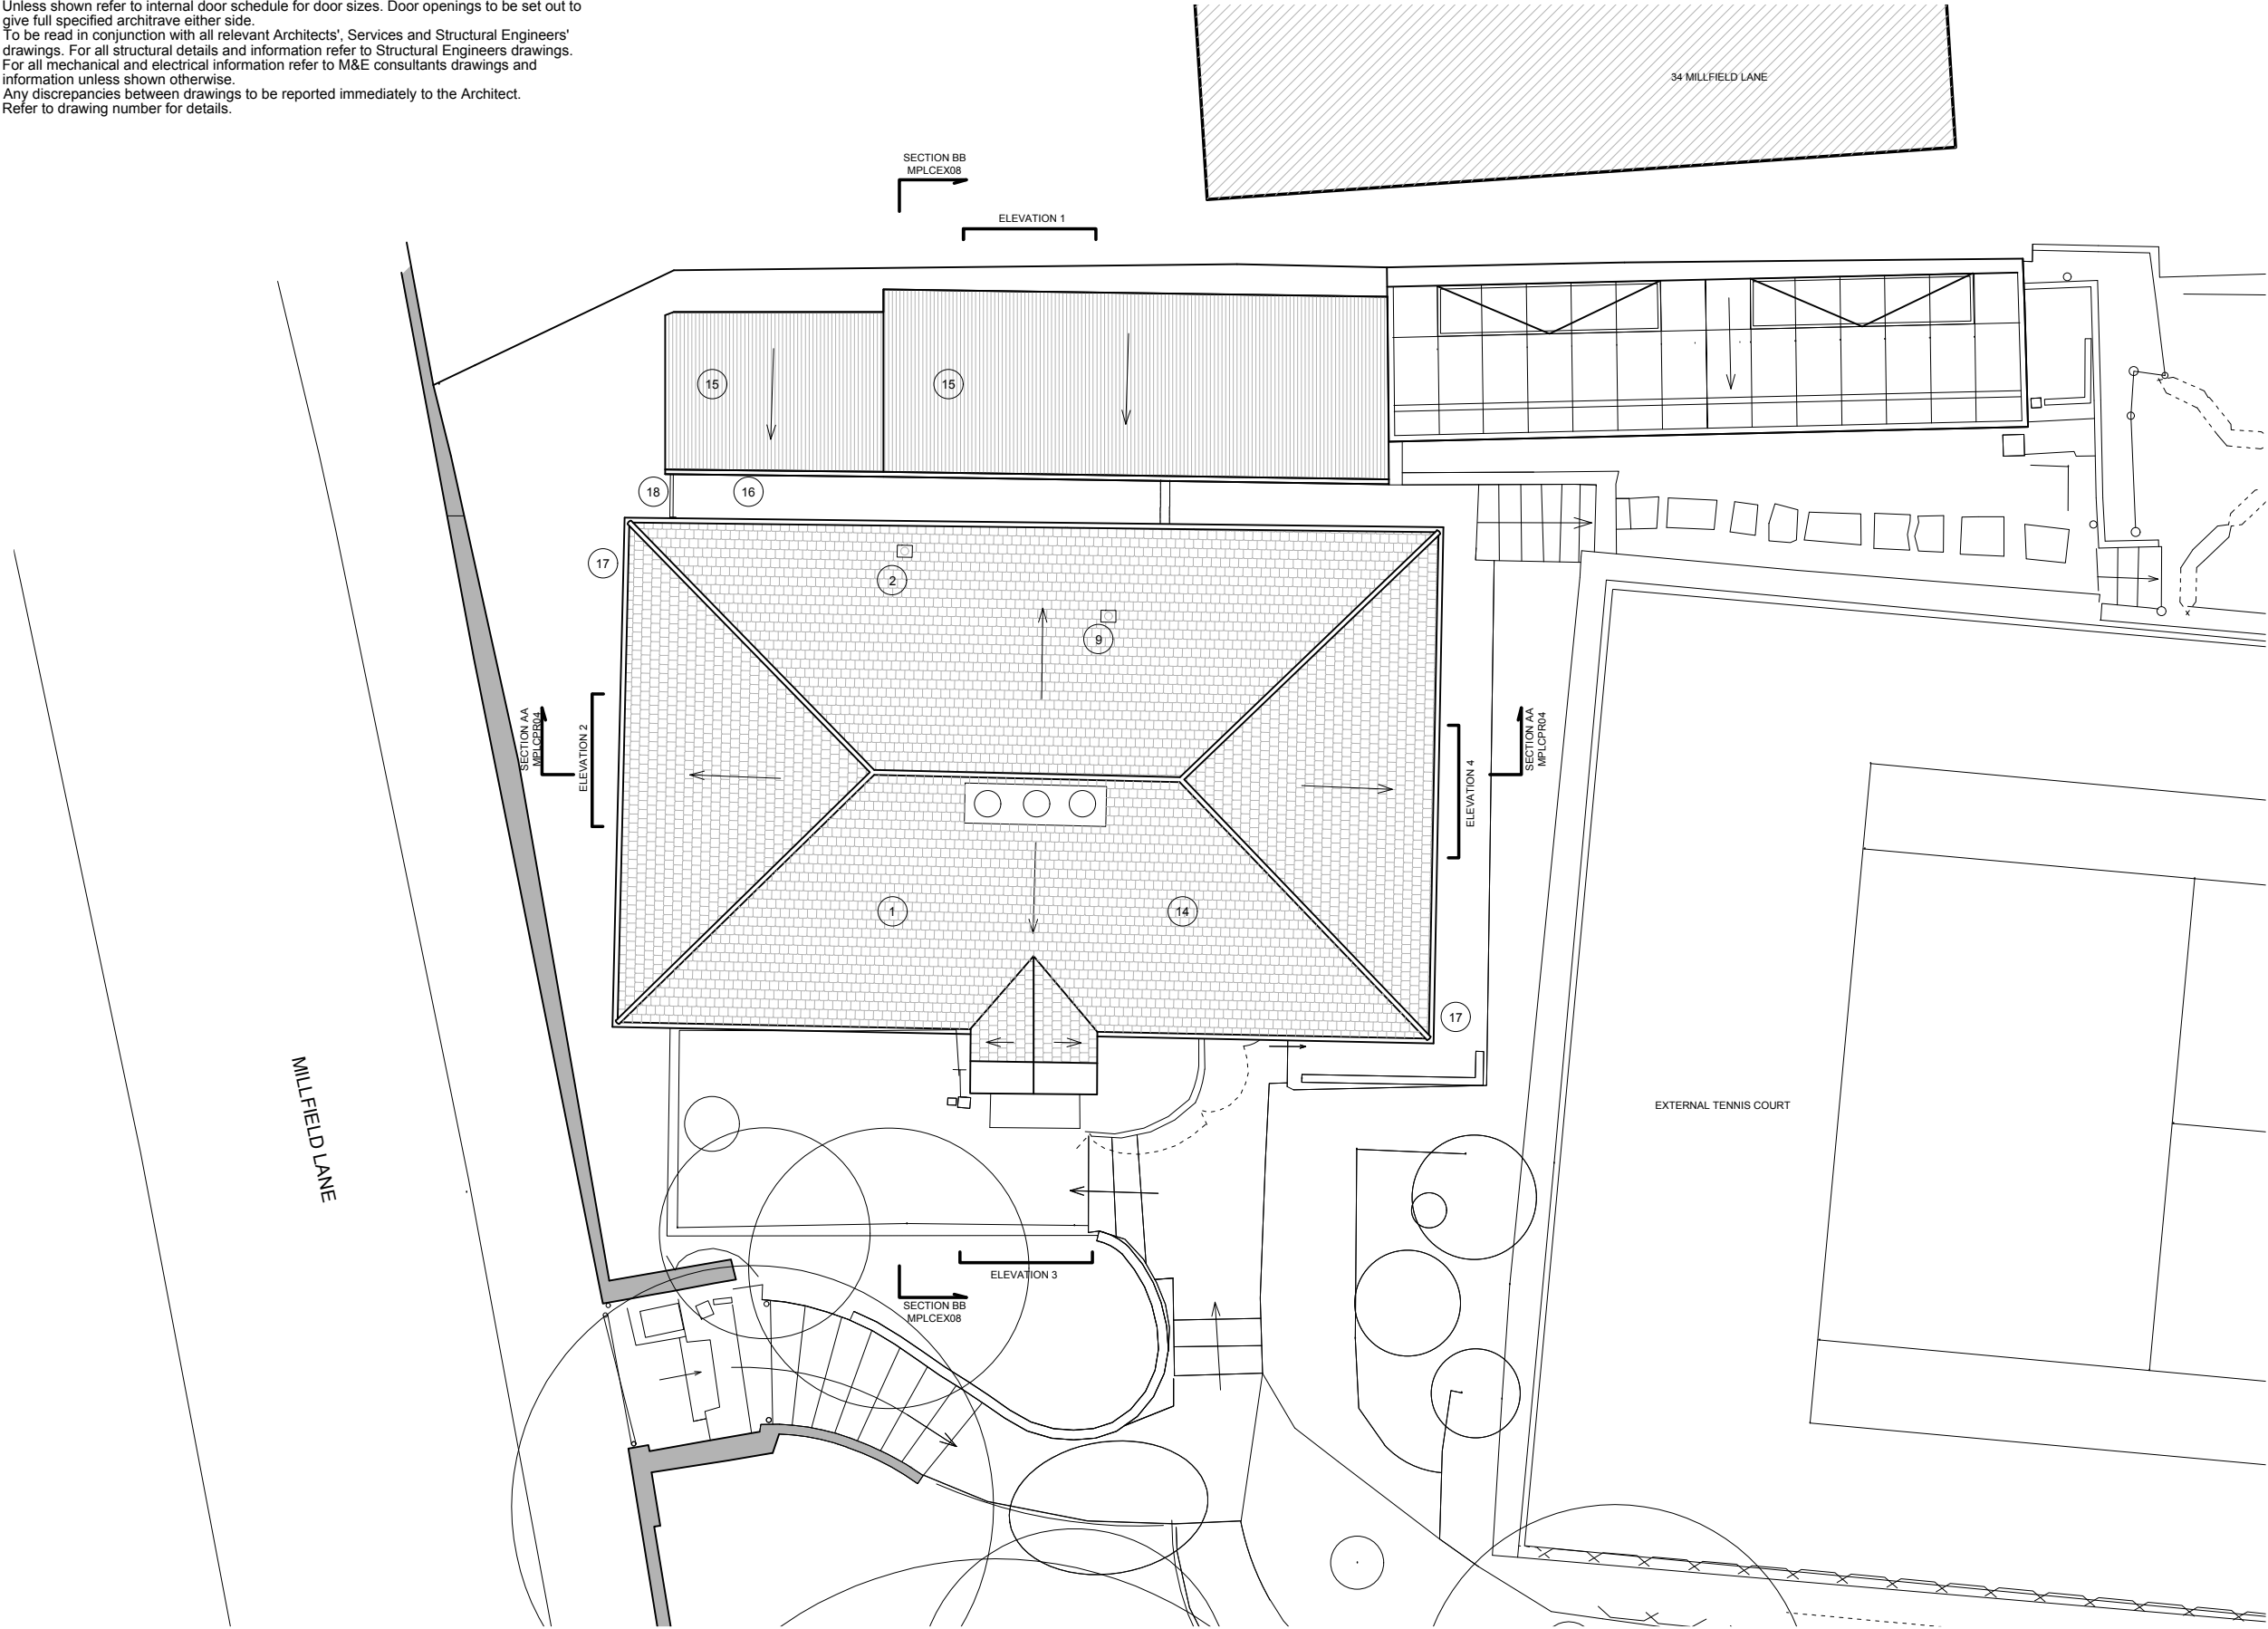 Unless shown refer to internal door schedule for door sizes. Door openings to be set out to
give full specified architrave either side.
To be read in conjunction with all relevant Architects', Services and Structural Engineers'
drawings. For all structural details and information refer to Structural Engineers drawings.
For all mechanical and electrical information refer to M&E consultants drawings and
information unless shown otherwise.
Any discrepancies between drawings to be reported immediately to the Architect.
Refer to drawing number for details.
34 MILLFIELD LANE
SECTION BB
MPLCEX08
ELEVATION 1
15
15
18
16
17
2
9
SECTION AA
MPLCPR04
ELEVATION 2
ELEVATION 4
SECTION AA
MPLCPR04
1
14
17
MILLFIELD LANE
EXTERNAL TENNIS COURT
ELEVATION 3
SECTION BB
MPLCEX08